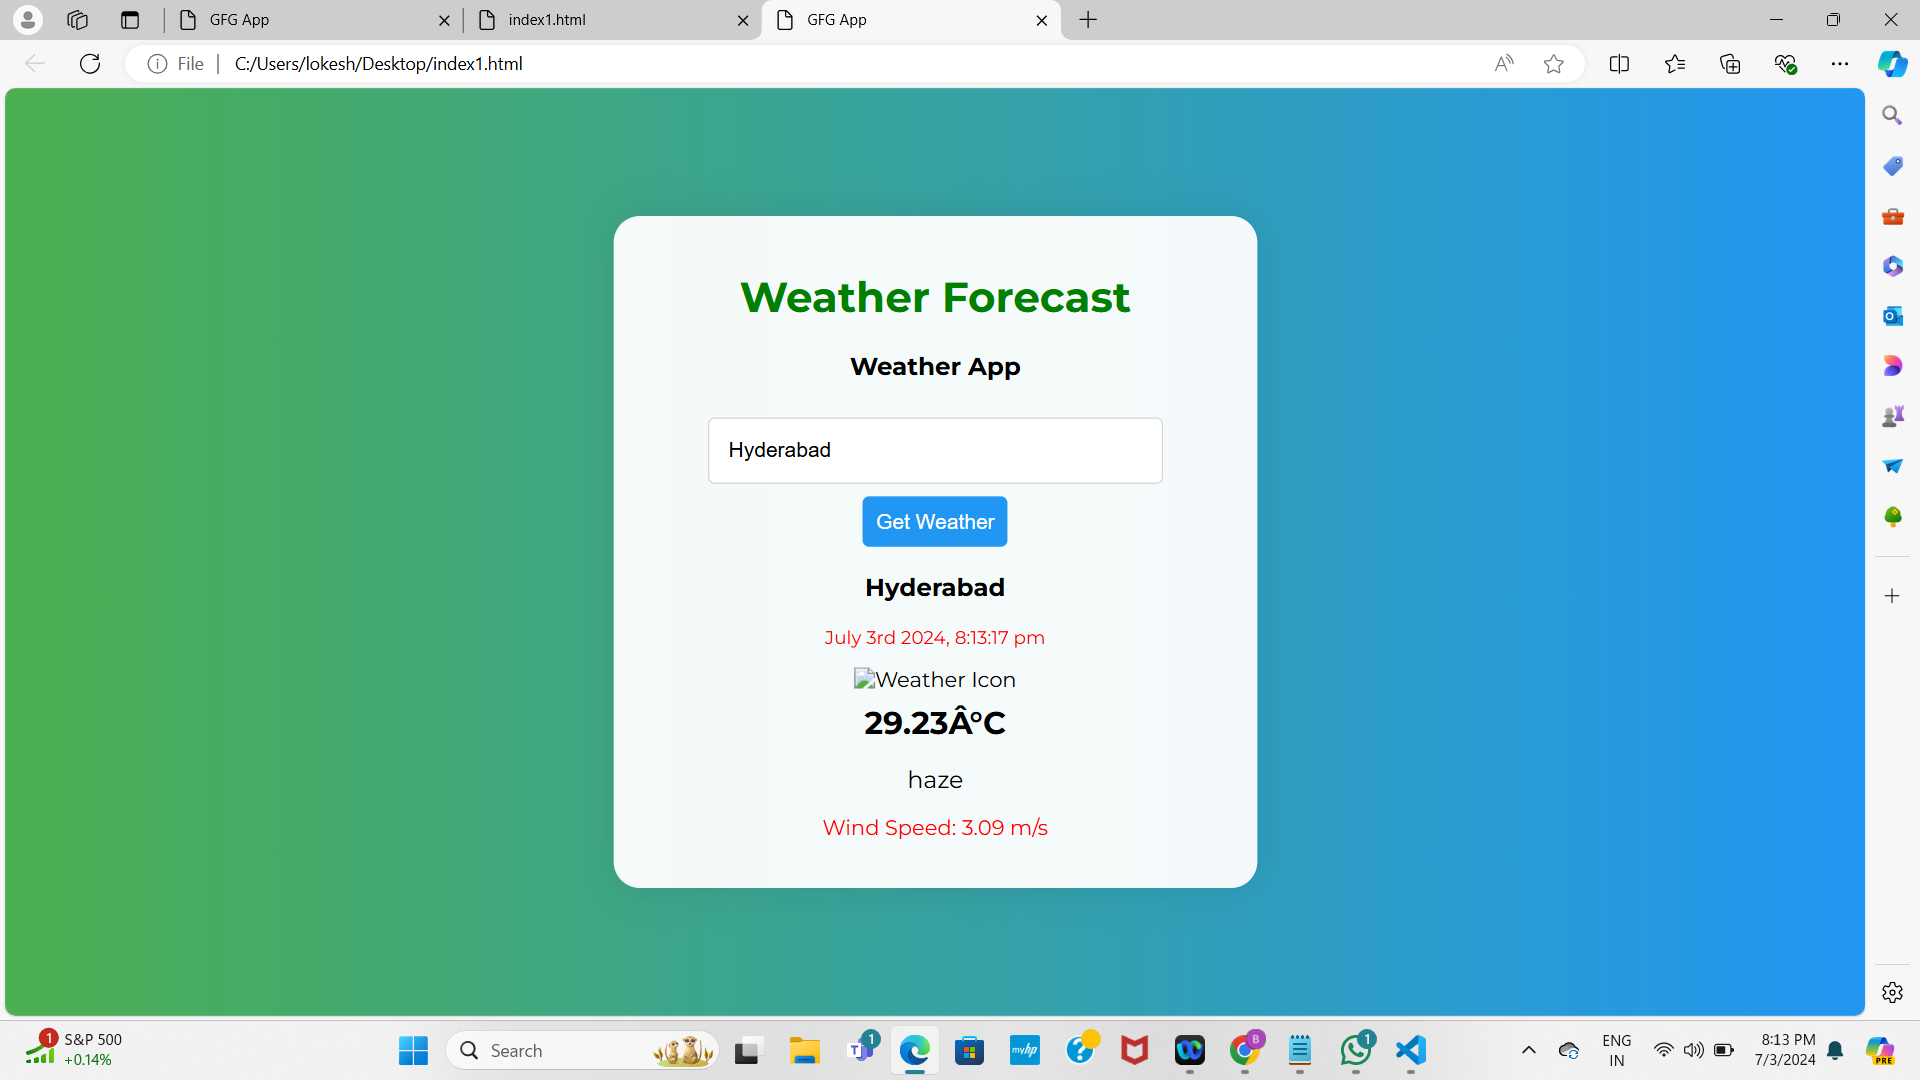 GFG App
index1.html
GFG App
File
C:/Users/lokesh/Desktop/index1.html
Weather Forecast
Weather App
Hyderabad
Get Weather
Hyderabad
July 3rd 2024, 8:13:17 pm
Weather Icon
29.23Â°C
haze
Wind Speed: 3.09 m/s
1
S&P 500
+0.14%
Search
T
1
myhp
?
B
1
ENG
IN
8:13 PM
7/3/2024
PRE